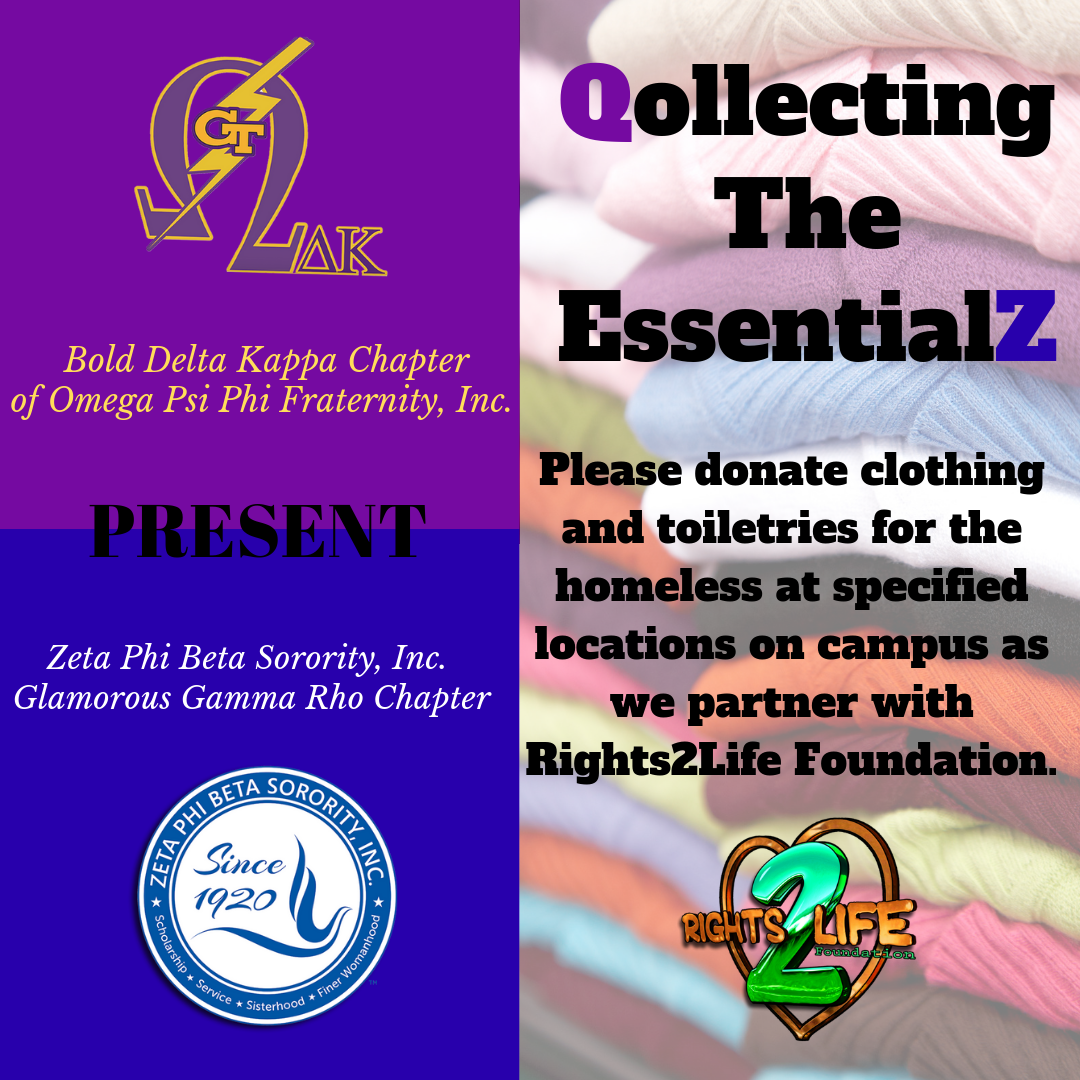 GT
ΩΔΚ
Bold Delta Kappa Chapter
of Omega Psi Phi Fraternity, Inc.
PRESENT
Zeta Phi Beta Sorority, Inc.
Glamorous Gamma Rho Chapter
ZETA PHI BETA SORORITY, INC.
Since
1920
★ Scholarship ★ Service ★ Sisterhood ★ Finer Womanhood ★
TM
Qollecting
The
EssentialZ
Please donate clothing
and toiletries for the
homeless at specified
locations on campus as
we partner with
Rights2Life Foundation.
RIGHTS 2 LIFE
Foundation